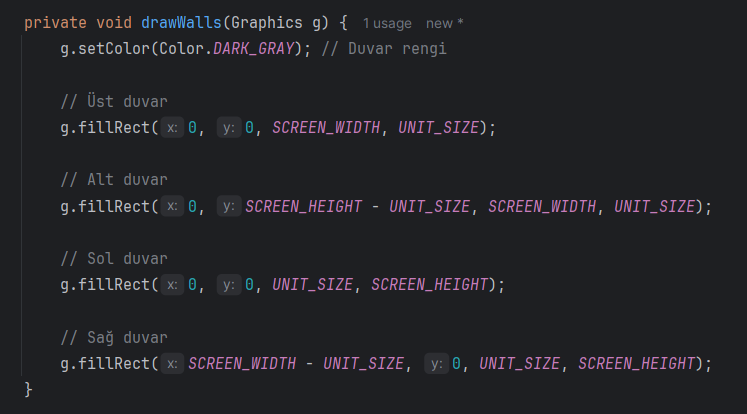 private void drawWalls(Graphics g) { 1 usage new *
g.setColor(Color.DARK_GRAY); // Duvar rengi
// Üst duvar
g.fillRect( x: 0, y: 0, SCREEN_WIDTH, UNIT_SIZE);
// Alt duvar
g.fillRect( x: 0, y: SCREEN_HEIGHT - UNIT_SIZE, SCREEN_WIDTH, UNIT_SIZE);
// Sol duvar
g.fillRect( x: 0, y: 0, UNIT_SIZE, SCREEN_HEIGHT);
// Sağ duvar
g.fillRect( x: SCREEN_WIDTH - UNIT_SIZE, y: 0, UNIT_SIZE, SCREEN_HEIGHT);
}